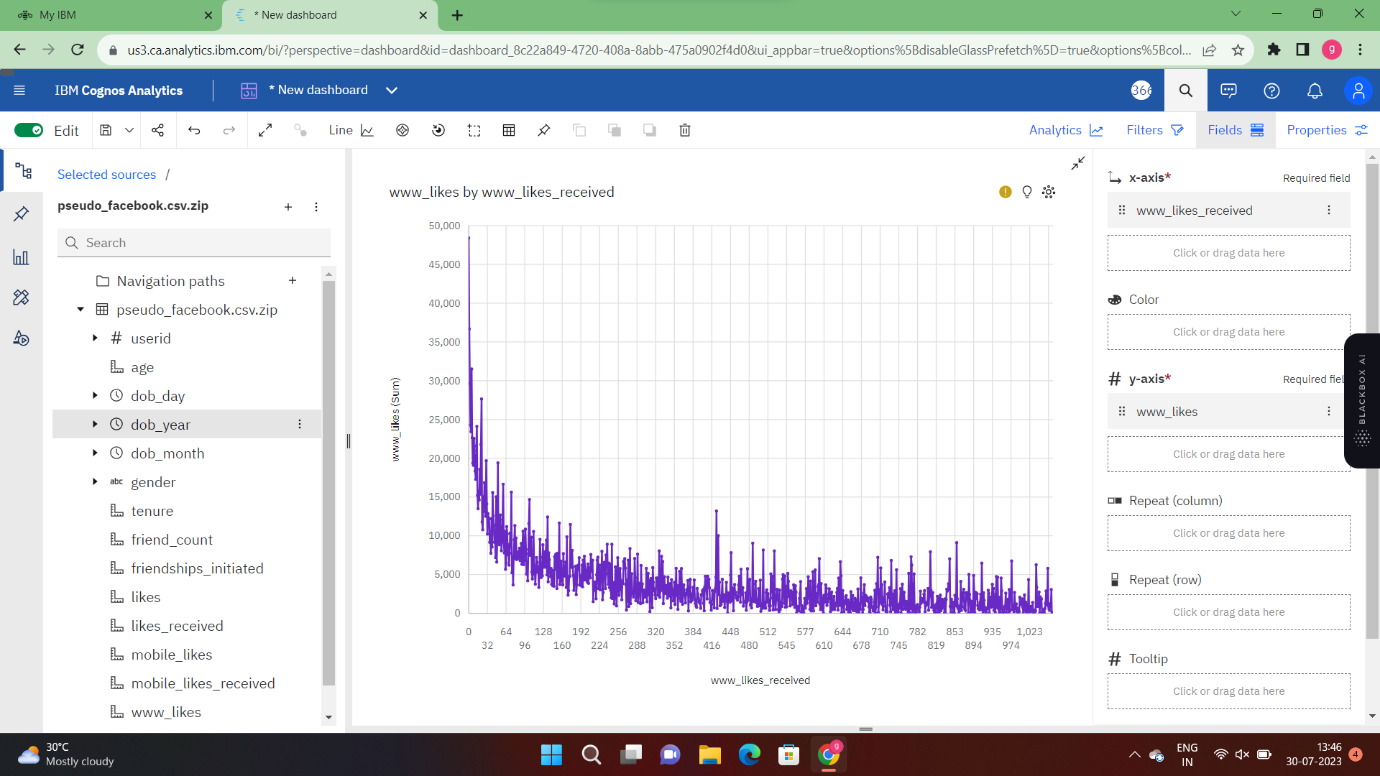 My IBM
* New dashboard
us3.ca.analytics.ibm.com/bi/?perspective=dashboard&id=dashboard_8c22a849-4720-408a-8abb-475a0902f4d0&ui_appbar=true&options%5BdisableGlassPrefetch%5D=true&options%5Bcol...
g
IBM Cognos Analytics
* New dashboard
Edit
Line
Analytics
Filters
Fields
Properties
Selected sources /
pseudo_facebook.csv.zip
Search
Navigation paths
pseudo_facebook.csv.zip
# userid
age
dob_day
dob_year
dob_month
abc gender
tenure
friend_count
friendships_initiated
likes
likes_received
mobile_likes
mobile_likes_received
www_likes
www_likes by www_likes_received
www_likes (Sum)
50,000
45,000
40,000
35,000
30,000
25,000
20,000
15,000
10,000
5,000
0
0 64 128 192 256 320 384 448 512 577 644 710 782 853 935 1,023
32 96 160 224 288 352 416 480 545 610 678 745 819 894 974
www_likes_received
x-axis* Required field
www_likes_received
Click or drag data here
Color
Click or drag data here
# y-axis* Required fiel
www_likes
Click or drag data here
Repeat (column)
Click or drag data here
Repeat (row)
Click or drag data here
# Tooltip
Click or drag data here
BLACKBOX AI
30°C
Mostly cloudy
g
ENG
IN
13:46
30-07-2023
4